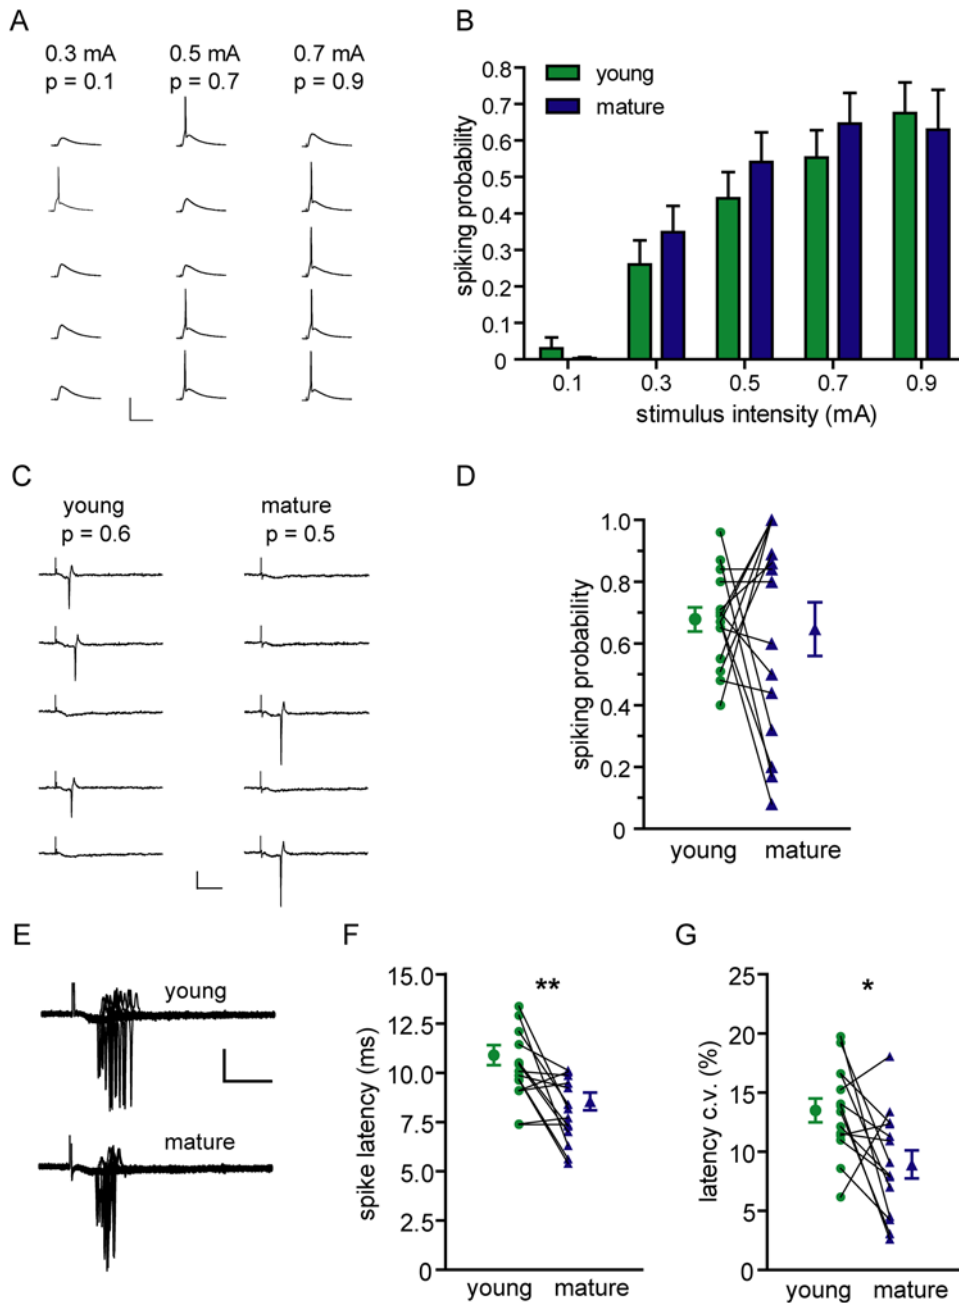 A
0.3 mA 0.5 mA 0.7 mA
p = 0.1 p = 0.7 p = 0.9
B
0.8
0.7
0.6
0.5
0.4
0.3
0.2
0.1
0
spiking probability
young
mature
0.1 0.3 0.5 0.7 0.9
stimulus intensity (mA)
C
young mature
p = 0.6 p = 0.5
D
1.0
0.8
0.6
0.4
0.2
0
spiking probability
young mature
E
young
mature
F
15.0
12.5
10.0
7.5
5.0
2.5
0
spike latency (ms)
**
young mature
G
25
20
15
10
5
0
latency c.v. (%)
*
young mature